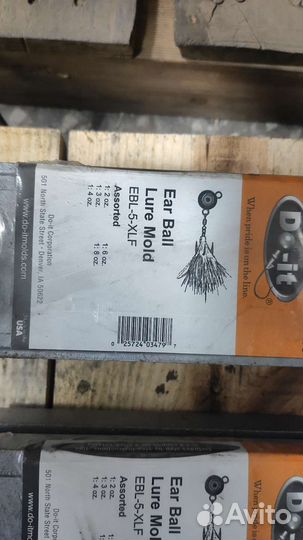 Do-it
®
When pride is on the line.
Ear Ball
Lure Mold
EBL-5-XLF
Assorted
1: 2 oz. 1: 6 oz.
1: 3 oz. 1: 8 oz.
1: 4 oz.
0 25724 03479 7
Do-it Corporation
501 North State Street - Denver, IA 50622
www.do-itmolds.com
USA
Do-it
When
Ear Ball
Lure Mold
EBL-5-XLF
Assorted
1: 2 oz.
1: 3 oz.
1: 4 oz.
Do-it Corporation
501 North State Street
www.do-it
Avito